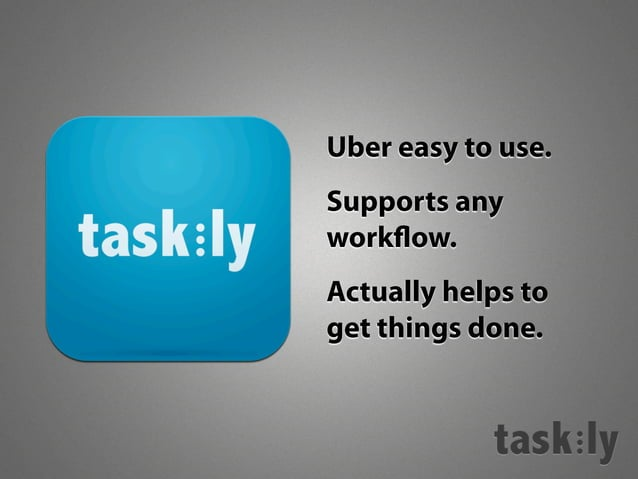 task⋮ly
Uber easy to use.
Supports any
workflow.
Actually helps to
get things done.
task⋮ly